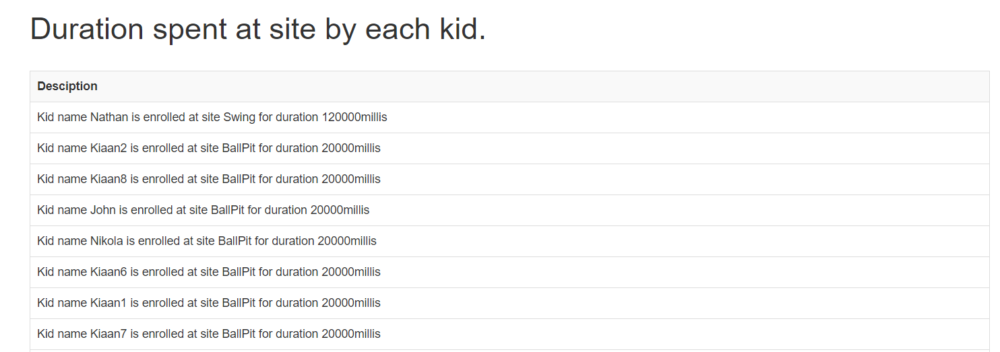 Duration spent at site by each kid.
Desciption
Kid name Nathan is enrolled at site Swing for duration 120000millis
Kid name Kiaan2 is enrolled at site BallPit for duration 20000millis
Kid name Kiaan8 is enrolled at site BallPit for duration 20000millis
Kid name John is enrolled at site BallPit for duration 20000millis
Kid name Nikola is enrolled at site BallPit for duration 20000millis
Kid name Kiaan6 is enrolled at site BallPit for duration 20000millis
Kid name Kiaan1 is enrolled at site BallPit for duration 20000millis
Kid name Kiaan7 is enrolled at site BallPit for duration 20000millis